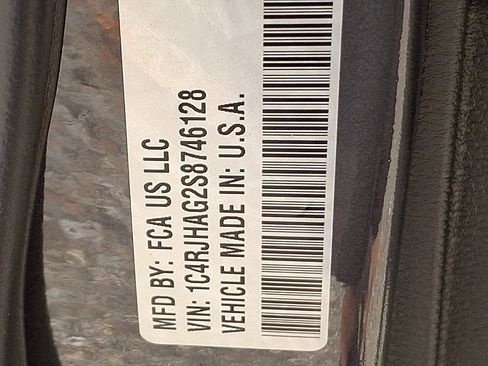 MFD BY: FCA US LLC
VIN: 1C4RJHAG2S8746128
VEHICLE MADE IN: U.S.A.